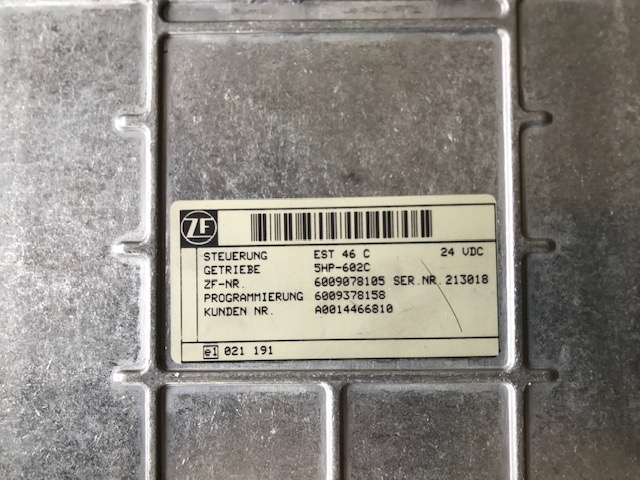 ZF
STEUERUNG EST 46 C 24 VDC
GETRIEBE 5HP-602C
ZF-NR. 6009078105 SER.NR. 213018
PROGRAMMIERUNG 6009378158
KUNDEN NR. A0014466810
e1 021 191